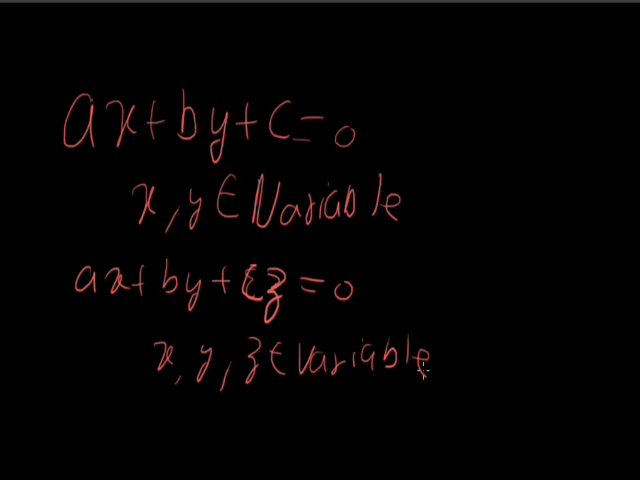 ax+by+c=0
x,y∈Variable
ax+by+cz=0
x,y,z∈variable